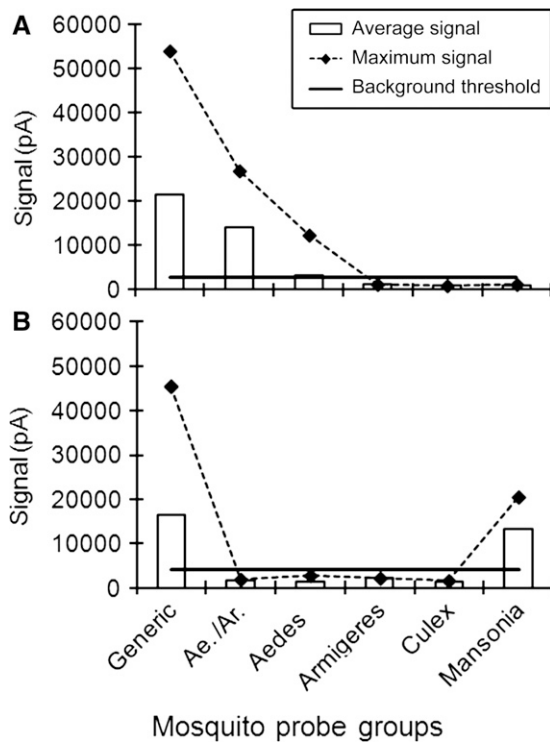 A
Signal (pA)
60000
50000
40000
30000
20000
10000
0
Average signal
Maximum signal
Background threshold
B
Signal (pA)
60000
50000
40000
30000
20000
10000
0
Generic
Ae. /Ar.
Aedes
Armigeres
Culex
Mansonia
Mosquito probe groups